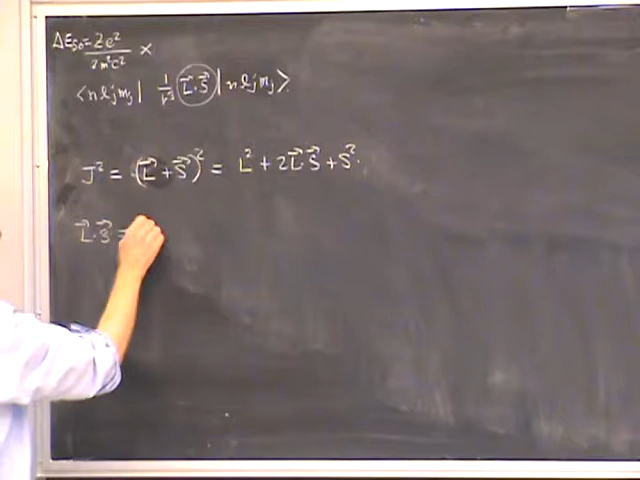 ΔE_SO = Ze²/2m²c² ×
⟨n l j m_j | 1/r³ L⃗·S⃗ | n l j m_j⟩
J² = (L⃗ + S⃗)² = L² + 2L⃗·S⃗ + S².
L⃗·S⃗ =